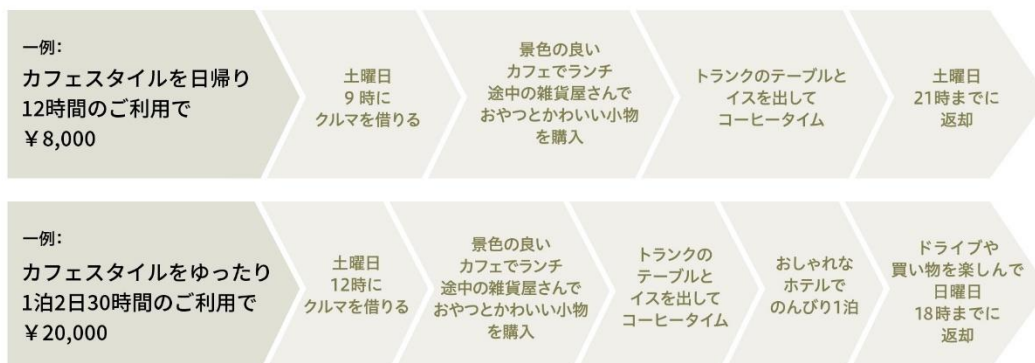 一例:
カフェスタイルを日帰り
12時間のご利用で
￥8,000
土曜日
9時に
クルマを借りる
景色の良い
カフェでランチ
途中の雑貨屋さんで
おやつとかわいい小物
を購入
トランクのテーブルと
イスを出して
コーヒータイム
土曜日
21時までに
返却
一例:
カフェスタイルをゆったり
1泊2日30時間のご利用で
￥20,000
土曜日
12時に
クルマを借りる
景色の良い
カフェでランチ
途中の雑貨屋さんで
おやつとかわいい小物
を購入
トランクの
テーブルと
イスを出して
コーヒータイム
おしゃれな
ホテルで
のんびり1泊
ドライブや
買い物を楽しんで
日曜日
18時までに
返却